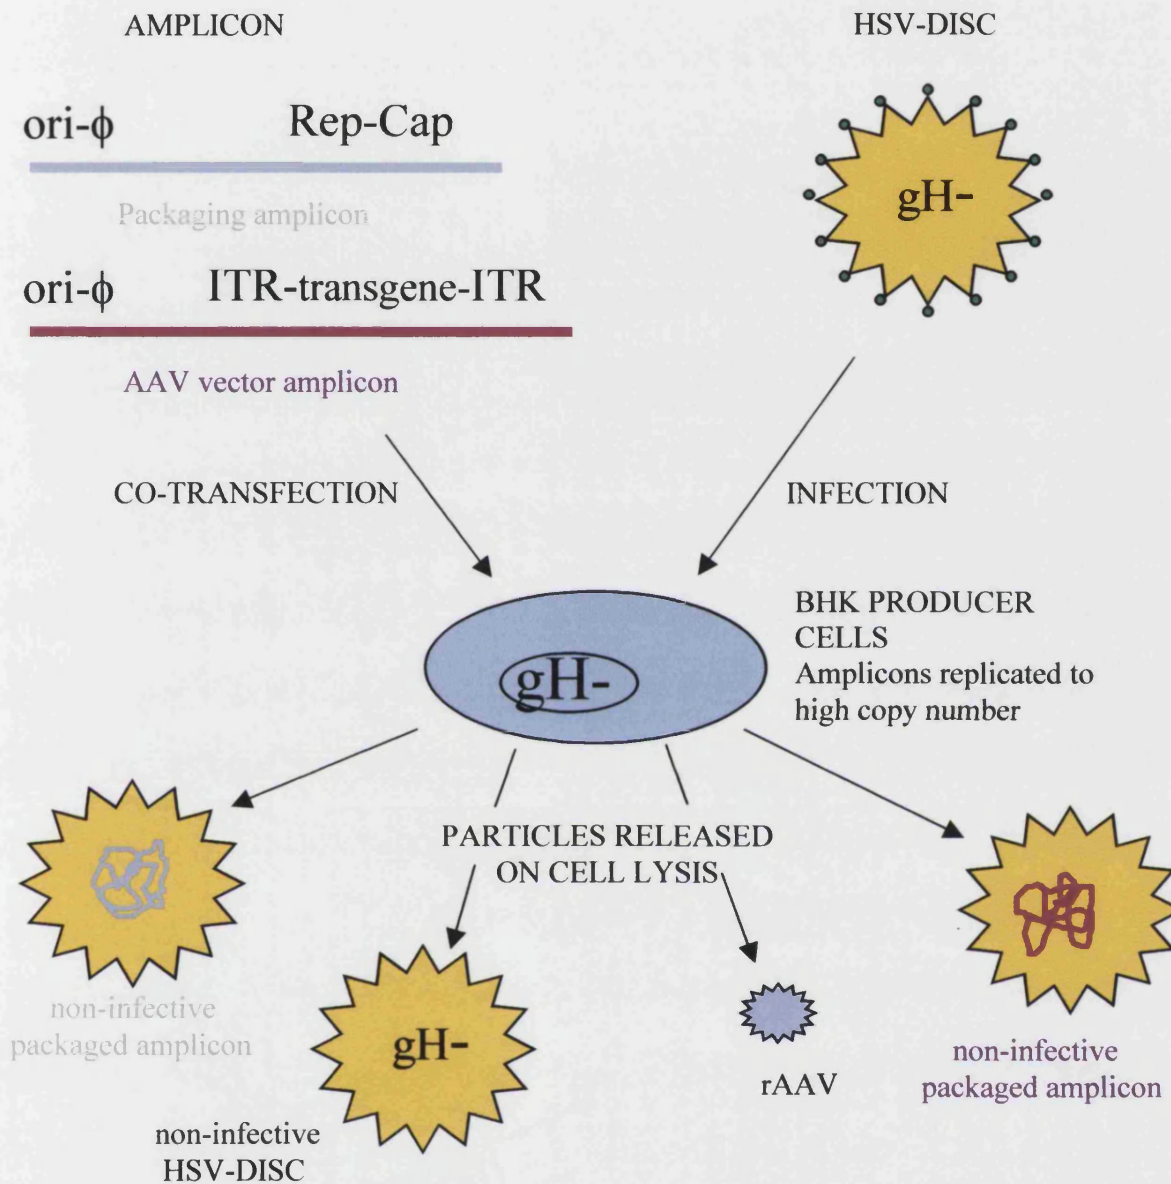 AMPLICON
HSV-DISC
ori-ϕ Rep-Cap
Packaging amplicon
gH-
ori-ϕ ITR-transgene-ITR
AAV vector amplicon
CO-TRANSFECTION
INFECTION
gH-
BHK PRODUCER
CELLS
Amplicons replicated to
high copy number
PARTICLES RELEASED
ON CELL LYSIS
non-infective
packaged amplicon
gH-
non-infective
HSV-DISC
rAAV
non-infective
packaged amplicon